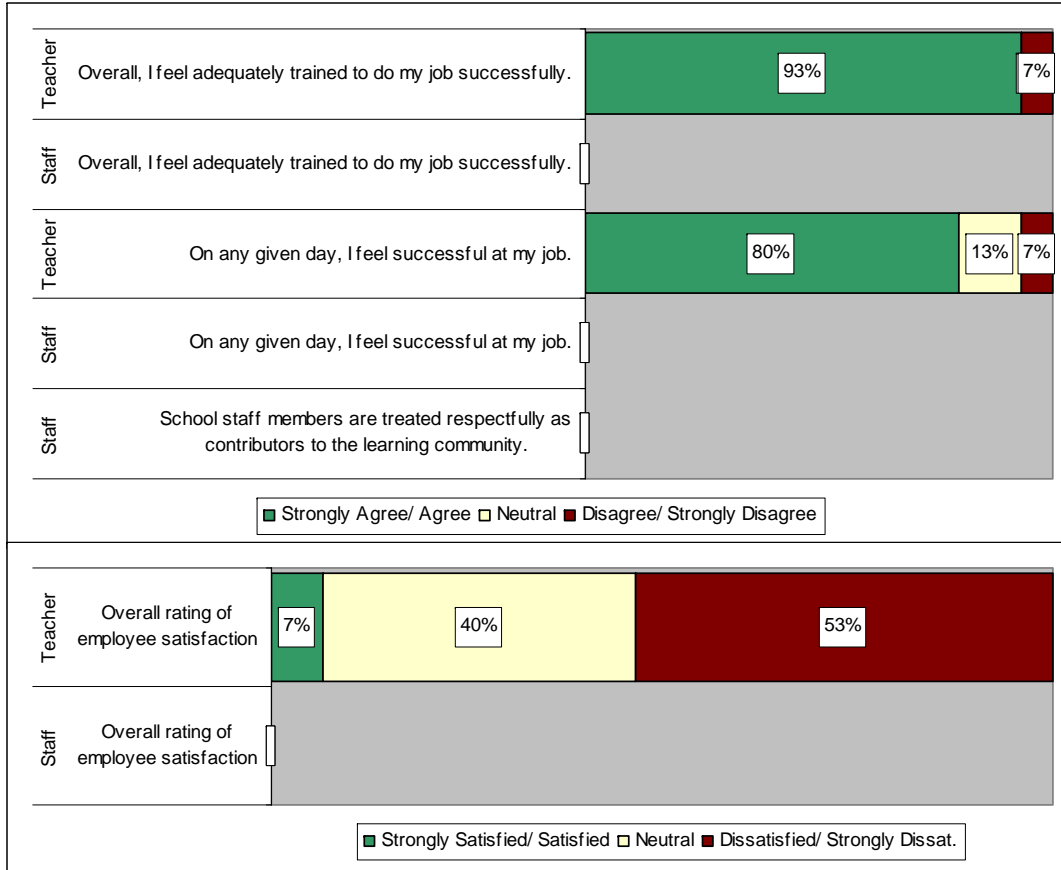 Teacher
Overall, I feel adequately trained to do my job successfully.
93%
7%
Staff
Overall, I feel adequately trained to do my job successfully.
Teacher
On any given day, I feel successful at my job.
80%
13%
7%
Staff
On any given day, I feel successful at my job.
Staff
School staff members are treated respectfully as
contributors to the learning community.
Strongly Agree/ Agree Neutral Disagree/ Strongly Disagree
Teacher
Overall rating of
employee satisfaction
7%
40%
53%
Staff
Overall rating of
employee satisfaction
Strongly Satisfied/ Satisfied Neutral Dissatisfied/ Strongly Dissat.